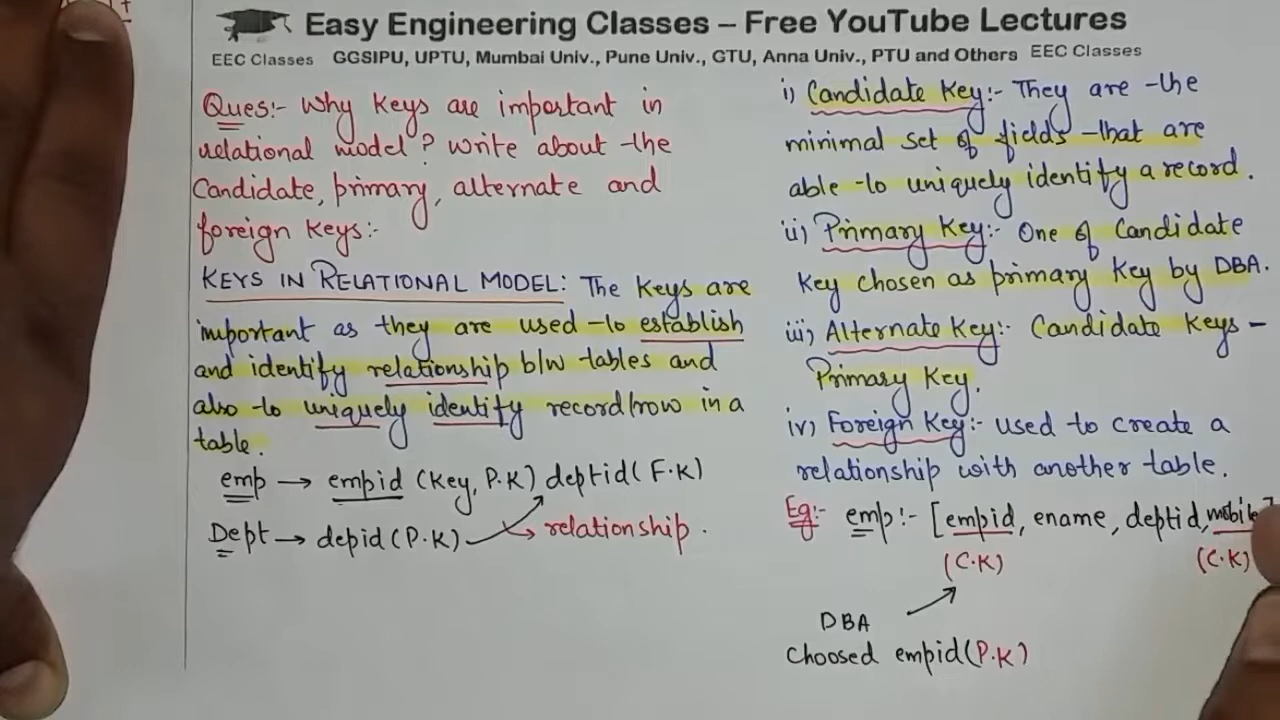 Easy Engineering Classes – Free YouTube Lectures
EEC Classes GGSIPU, UPTU, Mumbai Univ., Pune Univ., GTU, Anna Univ., PTU and Others EEC Classes
Ques:- Why Keys are important in
relational model? write about the
Candidate, primary, alternate and
foreign keys:-
KEYS IN RELATIONAL MODEL: The keys are
important as they are used to establish
and identify relationship b/w tables and
also to uniquely identify record/row in a
table.
emp → empid (Key, P.K) deptid (F.K)
Dept → depid (P.K) → relationship.
i) Candidate Key:- They are the
minimal set of fields that are
able to uniquely identify a record.
ii) Primary Key:- One of Candidate
Key chosen as primary key by DBA.
iii) Alternate Key:- Candidate Keys –
Primary Key.
iv) Foreign Key:- used to create a
relationship with another table.
Eg:- emp:- [empid, ename, deptid, mobile]
(C.K) (C.K)
DBA
Choosed empid (P.K)